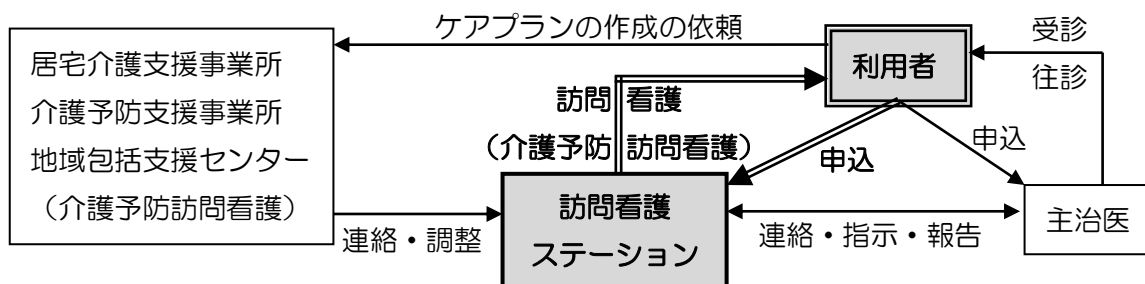 ケアプランの作成の依頼
居宅介護支援事業所
介護予防支援事業所
地域包括支援センター
（介護予防訪問看護）
利用者
受診
往診
訪問看護
（介護予防訪問看護）
申込
申込
訪問看護
ステーション
主治医
連絡・調整
連絡・指示・報告